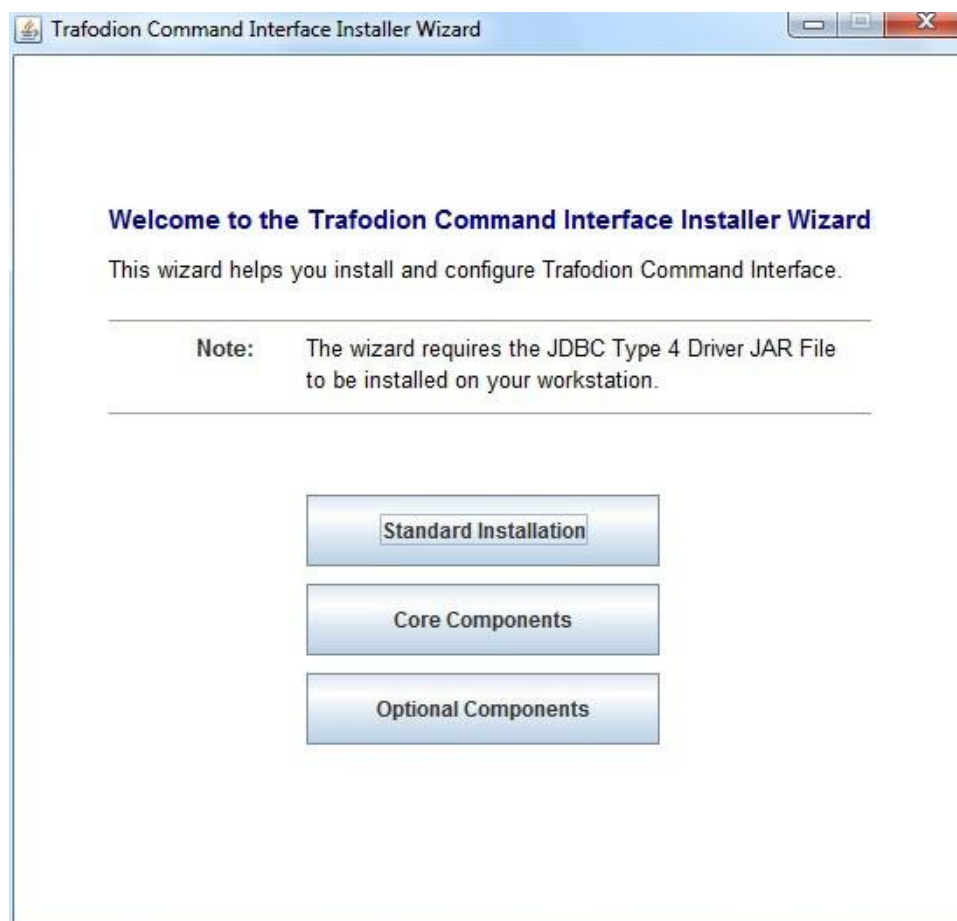 Trafodion Command Interface Installer Wizard
Welcome to the Trafodion Command Interface Installer Wizard
This wizard helps you install and configure Trafodion Command Interface.
Note: The wizard requires the JDBC Type 4 Driver JAR File
to be installed on your workstation.
Standard Installation
Core Components
Optional Components